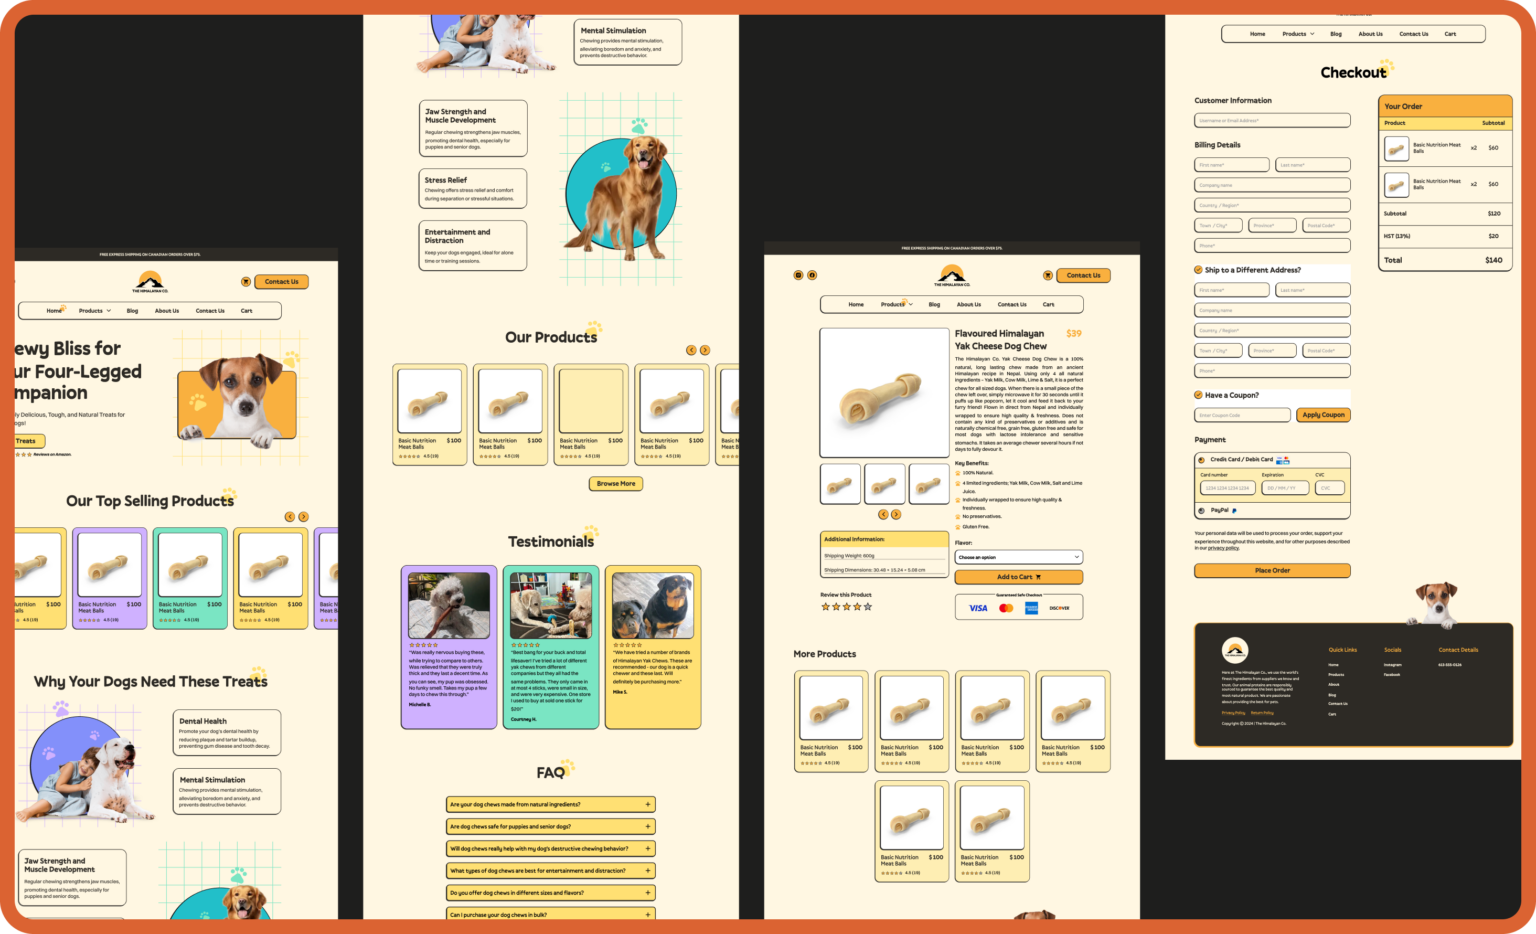 FREE EXPRESS SHIPPING ON CANADIAN ORDERS OVER $75
THE HIMALAYAN CO.
Contact Us
Home
Products
Blog
About Us
Contact Us
Cart
ewy Bliss for
ur Four-Legged
mpanion
ly Delicious, Tough, and Natural Treats for
ogs!
Treats
Reviews on Amazon.
Our Top Selling Products
utrition
alls
$100
4.5 (18)
Basic Nutrition
Meat Balls
$100
4.5 (18)
Basic Nutrition
Meat Balls
$100
4.5 (18)
Basic Nutrition
Meat Balls
$100
4.5 (18)
Basic
Meat B
Why Your Dogs Need These Treats
Dental Health
Promote your dog's dental health by
reducing plaque and tartar buildup,
preventing gum disease and tooth decay.
Mental Stimulation
Chewing provides mental stimulation,
alleviating boredom and anxiety, and
prevents destructive behavior.
Jaw Strength and
Muscle Development
Regular chewing strengthens jaw muscles,
promoting dental health, especially for
puppies and senior dogs.
Mental Stimulation
Chewing provides mental stimulation,
alleviating boredom and anxiety, and
prevents destructive behavior.
Jaw Strength and
Muscle Development
Regular chewing strengthens jaw muscles,
promoting dental health, especially for
puppies and senior dogs.
Stress Relief
Chewing offers stress relief and comfort
during separation or stressful situations.
Entertainment and
Distraction
Keep your dogs engaged, ideal for alone
time or training sessions.
Our Products
Basic Nutrition
Meat Balls
$100
4.5 (18)
Basic Nutrition
Meat Balls
$100
4.5 (18)
Basic Nutrition
Meat Balls
$100
4.5 (18)
Basic Nutrition
Meat Balls
$100
4.5 (18)
Basic Nu
Meat Ball
Browse More
Testimonials
"Was really nervous buying these,
while trying to compare to others.
Was relieved that they were truly
thick and they last a decent time. As
you can see, my pup was obsessed.
No funky smell. Takes my pup a few
days to chew this through."
Michelle B.
"Best bang for your buck and total
lifesaver! I've tried a lot of different
yak chews from different
companies but they all had the
same problems. They only came in
at most 4 sticks, were small in size,
and were very expensive. One store
I used to buy at sold one stick for
$20!"
Courtney H.
"We have tried a number of brands
of Himalayan Yak Chews. These are
recommended - our dog is a quick
chewer and these last. Will
definitely be purchasing more."
Mike S.
FAQ
Are your dog chews made from natural ingredients?
Are dog chews safe for puppies and senior dogs?
Will dog chews really help with my dog's destructive chewing behavior?
What types of dog chews are best for entertainment and distraction?
Do you offer dog chews in different sizes and flavors?
Can I purchase your dog chews in bulk?
FREE EXPRESS SHIPPING ON CANADIAN ORDERS OVER $75
THE HIMALAYAN CO.
Contact Us
Home
Products
Blog
About Us
Contact Us
Cart
Flavoured Himalayan
Yak Cheese Dog Chew
$39
The Himalayan Co. Yak Cheese Dog Chew is a 100%
natural, long lasting chew made from an ancient
Himalayan recipe in Nepal. Using only 4 all natural
ingredients - Yak Milk, Cow Milk, Lime & Salt, it is a perfect
chew for all sized dogs. When there is a small piece of the
chew left over, simply microwave it for 30 seconds until it
puffs up like popcorn, let it cool and feed it back to your
furry friend! Flown in direct from Nepal and individually
wrapped to ensure high quality & freshness. Does not
contain any kind of preservatives or additives and is
naturally chemical free, grain free, gluten free and safe for
most dogs with lactose intolerance and sensitive
stomachs. It takes an average chewer several hours if not
days to fully devour it.
Key Benefits:
100% Natural.
4 limited ingredients; Yak Milk, Cow Milk, Salt and Lime
Juice.
Individually wrapped to ensure high quality &
freshness.
No preservatives.
Gluten Free.
Additional Information:
Shipping Weight: 600g
Shipping Dimensions: 30.48 × 15.24 × 5.08 cm
Flavor:
Choose an option
Add to Cart
Review this Product
Guaranteed Safe Checkout
VISA
DISCOVER
More Products
Basic Nutrition
Meat Balls
$100
4.5 (18)
Basic Nutrition
Meat Balls
$100
4.5 (18)
Basic Nutrition
Meat Balls
$100
4.5 (18)
Basic Nutrition
Meat Balls
$100
4.5 (18)
Basic Nutrition
Meat Balls
$100
4.5 (18)
Basic Nutrition
Meat Balls
$100
4.5 (18)
Home
Products
Blog
About Us
Contact Us
Cart
Checkout
Customer Information
Username or Email Address*
Billing Details
First name*
Last name*
Company name
Country / Region*
Town / City*
Province*
Postal Code*
Phone*
Ship to a Different Address?
First name*
Last name*
Company name
Country / Region*
Town / City*
Province*
Postal Code*
Phone*
Have a Coupon?
Enter Coupon Code
Apply Coupon
Payment
Credit Card / Debit Card
Card number
Expiration
CVC
1234 1234 1234 1234
DD / MM / YY
CVC
PayPal
Your personal data will be used to process your order, support your
experience throughout this website, and for other purposes described
in our privacy policy.
Place Order
Your Order
Product
Subtotal
Basic Nutrition Meat
Balls
x2
$60
Basic Nutrition Meat
Balls
x2
$60
Subtotal
$120
HST (13%)
$20
Total
$140
Here at The Himalayan Co., we use the world's
finest ingredients from suppliers we know and
trust. Our animal proteins are responsibly
sourced to guarantee the best quality and
most natural product. We are passionate
about providing the best for pets.
Privacy Policy
Return Policy
Copyright © 2024 | The Himalayan Co.
Quick Links
Home
Products
About
Blog
Contact Us
Cart
Socials
Instagram
Facebook
Contact Details
613-555-0124